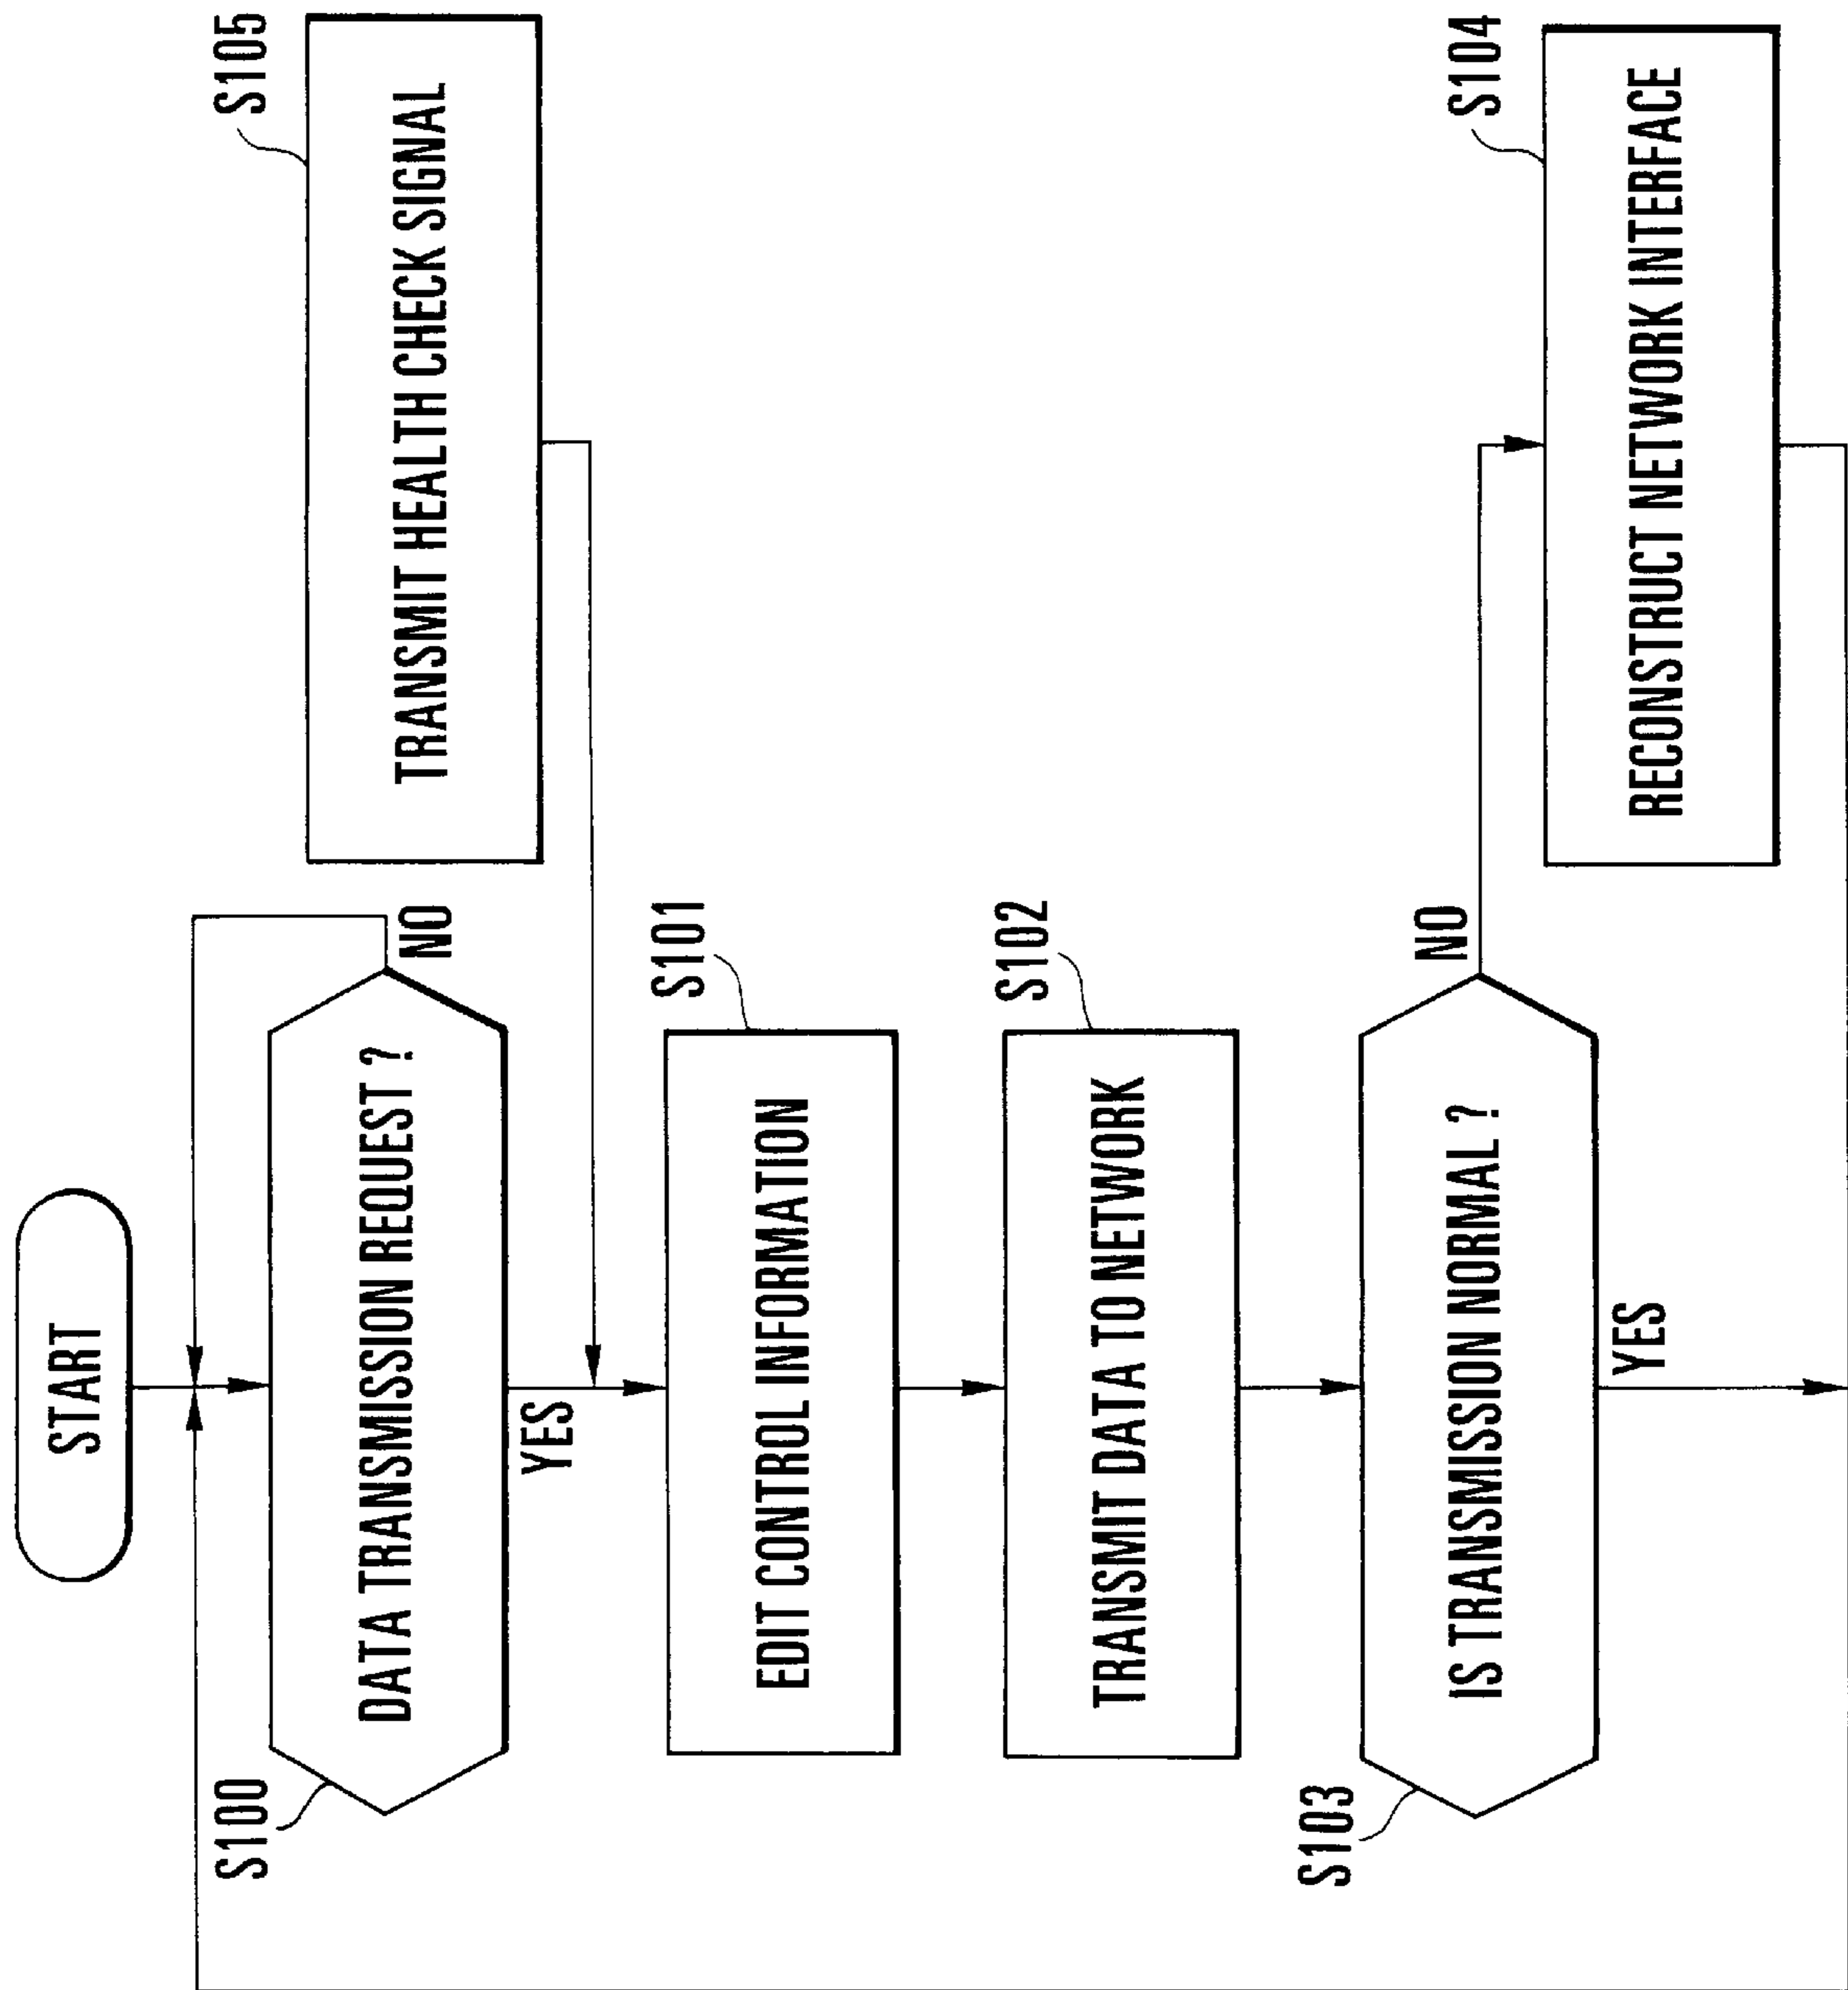 START
S100
DATA TRANSMISSION REQUEST ?
NO
YES
S105
TRANSMIT HEALTH CHECK SIGNAL
S101
EDIT CONTROL INFORMATION
S102
TRANSMIT DATA TO NETWORK
S103
IS TRANSMISSION NORMAL ?
NO
YES
S104
RECONSTRUCT NETWORK INTERFACE